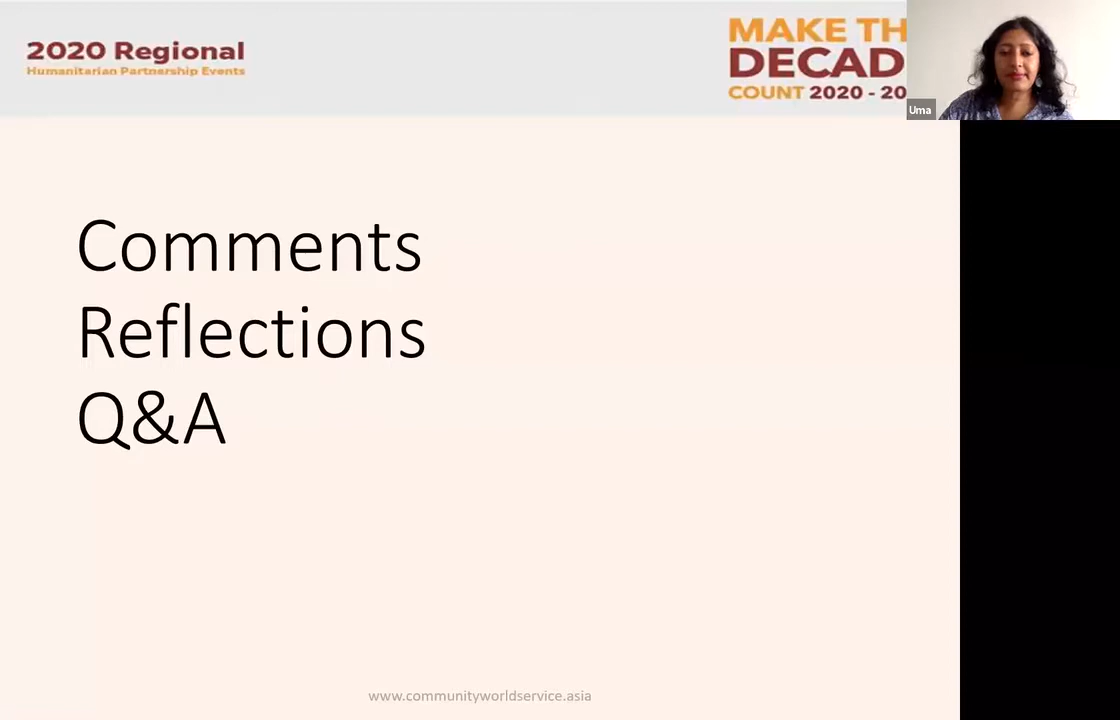 2020 Regional
Humanitarian Partnership Events
MAKE TH
DECAD
COUNT 2020 - 20
Uma
Comments
Reflections
Q&A
www.communityworldservice.asia